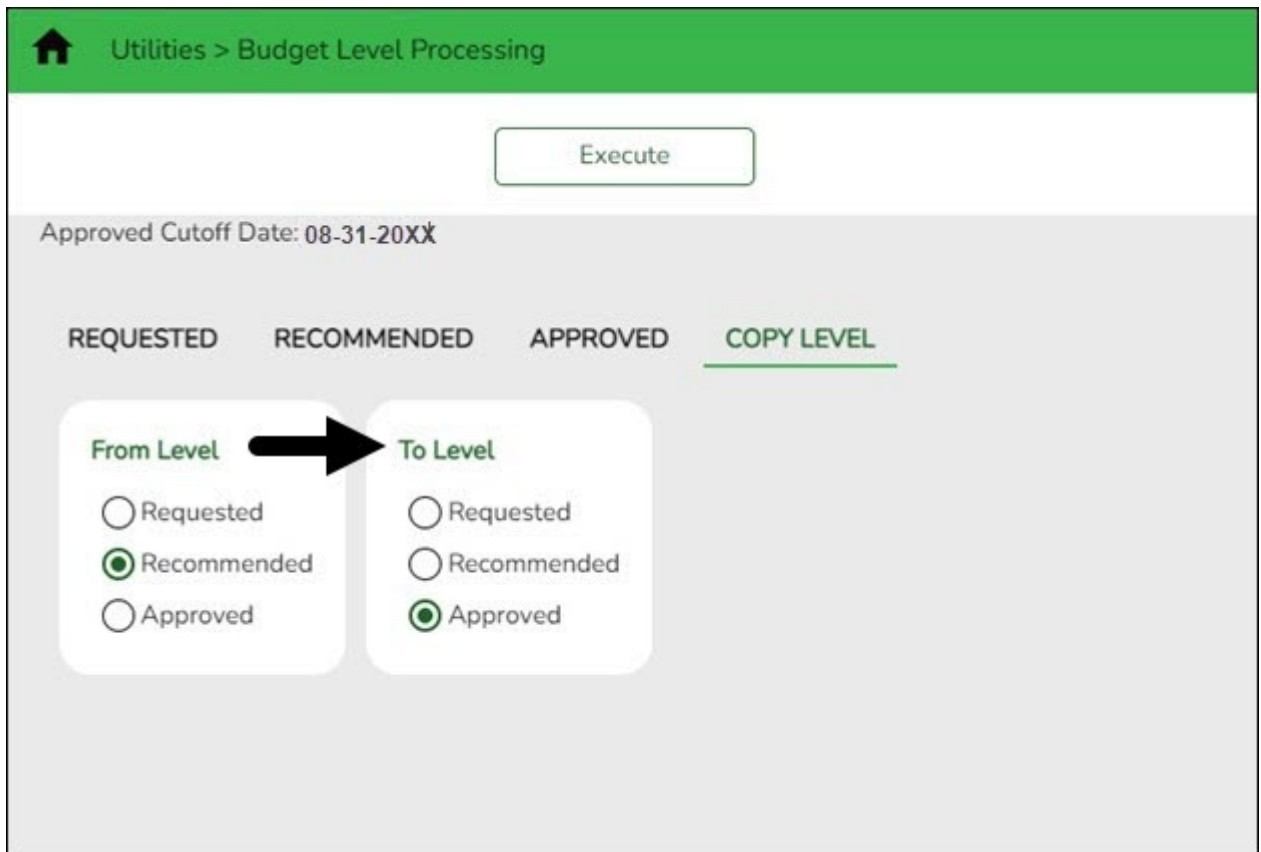 Utilities > Budget Level Processing
Execute
Approved Cutoff Date: 08-31-20XX
REQUESTED RECOMMENDED APPROVED COPY LEVEL
From Level To Level
Requested Requested
Recommended Recommended
Approved Approved